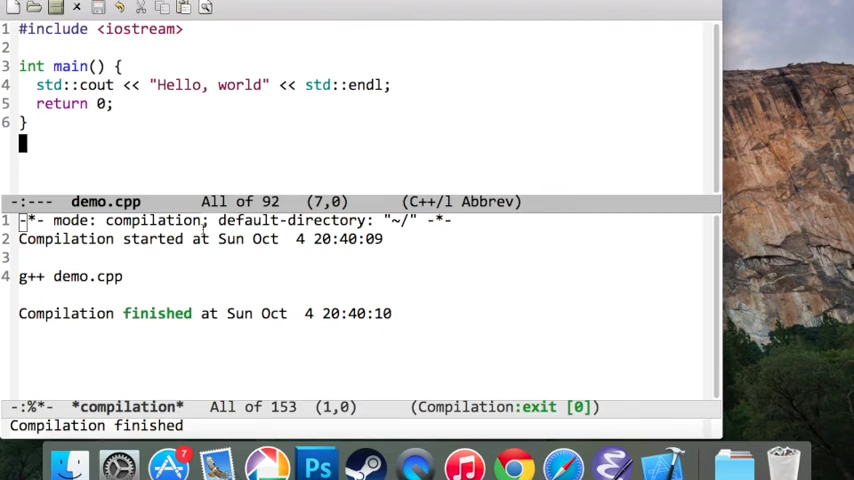 1 #include <iostream>
2
3 int main() {
4   std::cout << "Hello, world" << std::endl;
5   return 0;
6 }
-:---  demo.cpp       All of 92  (7,0)      (C++/l Abbrev)
1 -*- mode: compilation; default-directory: "~/" -*-
2 Compilation started at Sun Oct  4 20:40:09
3
4 g++ demo.cpp
Compilation finished at Sun Oct  4 20:40:10
-:%*-  *compilation*   All of 153  (1,0)      (Compilation:exit [0])
Compilation finished
7
Ps